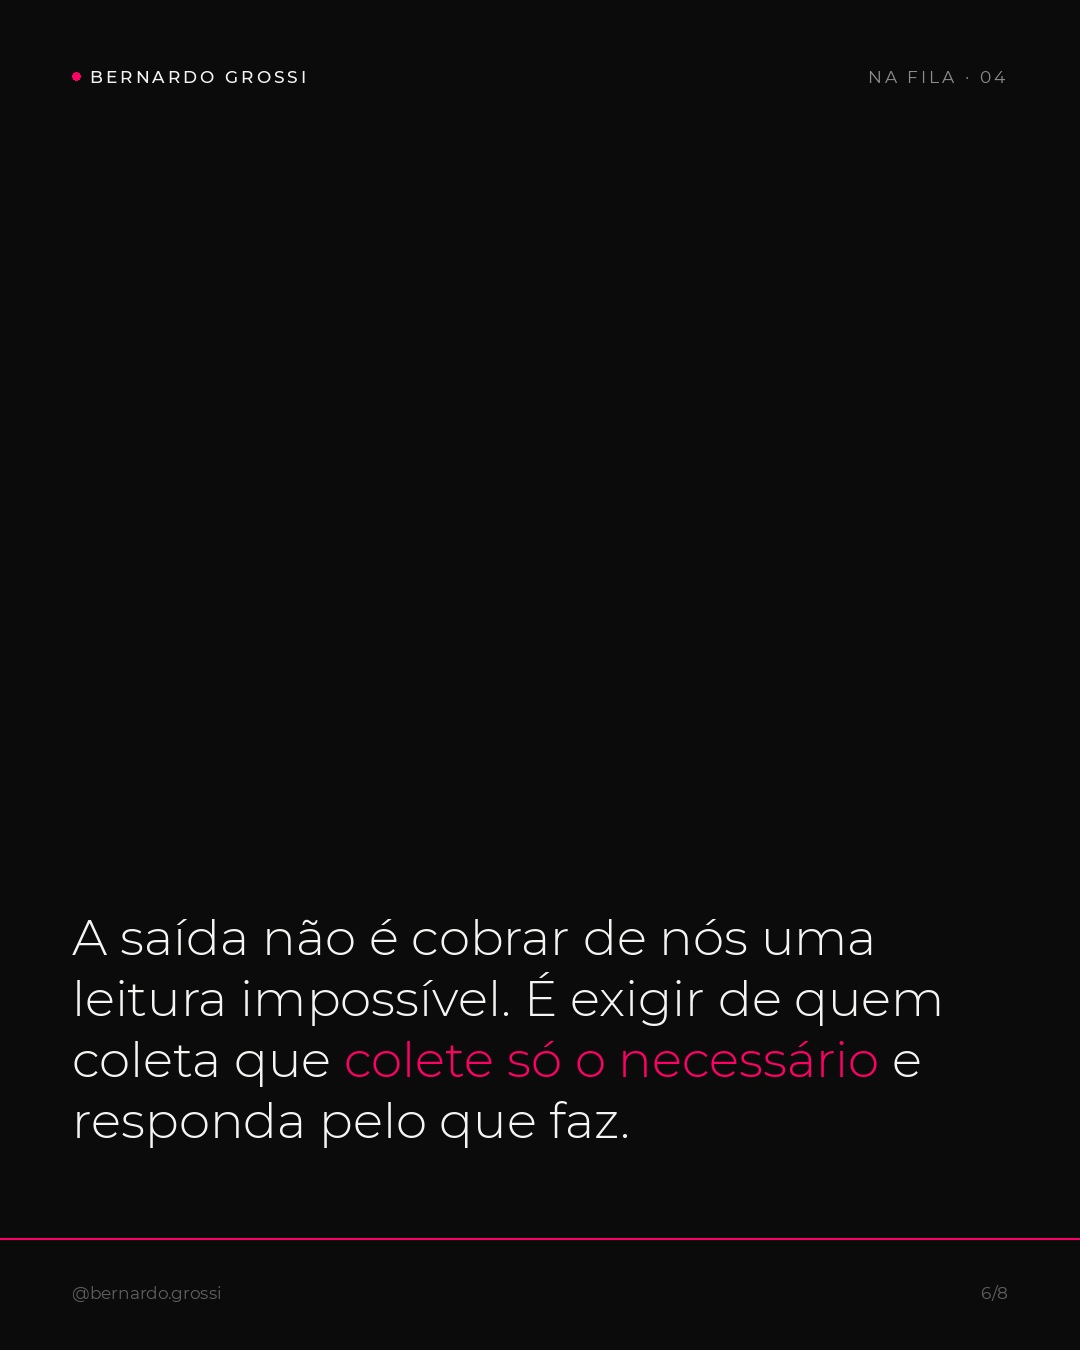 BERNARDO GROSSI
NA FILA · 04
A saída não é cobrar de nós uma
leitura impossível. É exigir de quem
coleta que colete só o necessário e
responda pelo que faz.
@bernardo.grossi
6/8